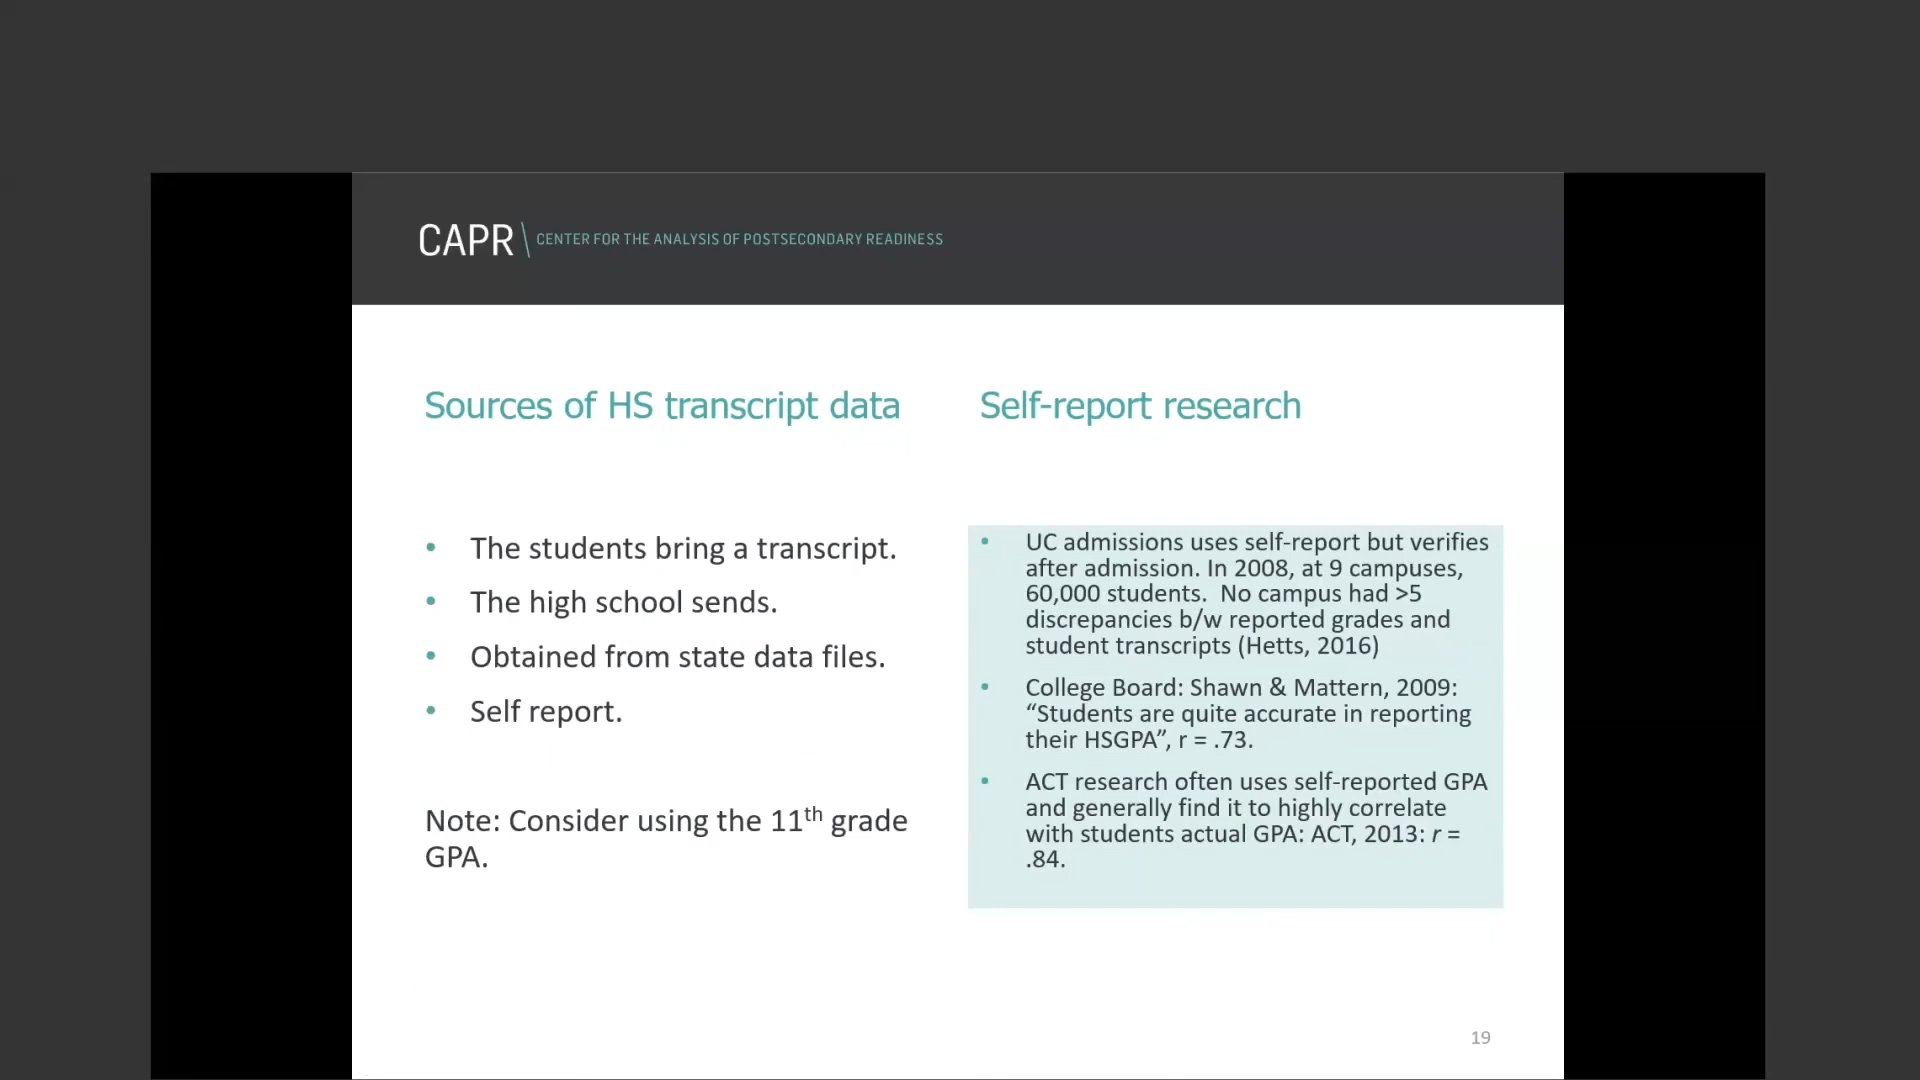 CAPR
CENTER FOR THE ANALYSIS OF POSTSECONDARY READINESS
Sources of HS transcript data
• The students bring a transcript.
• The high school sends.
• Obtained from state data files.
• Self report.
Note: Consider using the 11th grade
GPA.
Self-report research
• UC admissions uses self-report but verifies
after admission. In 2008, at 9 campuses,
60,000 students.  No campus had >5
discrepancies b/w reported grades and
student transcripts (Hetts, 2016)
• College Board: Shawn & Mattern, 2009:
“Students are quite accurate in reporting
their HSGPA”, r = .73.
• ACT research often uses self-reported GPA
and generally find it to highly correlate
with students actual GPA: ACT, 2013: r =
.84.
19